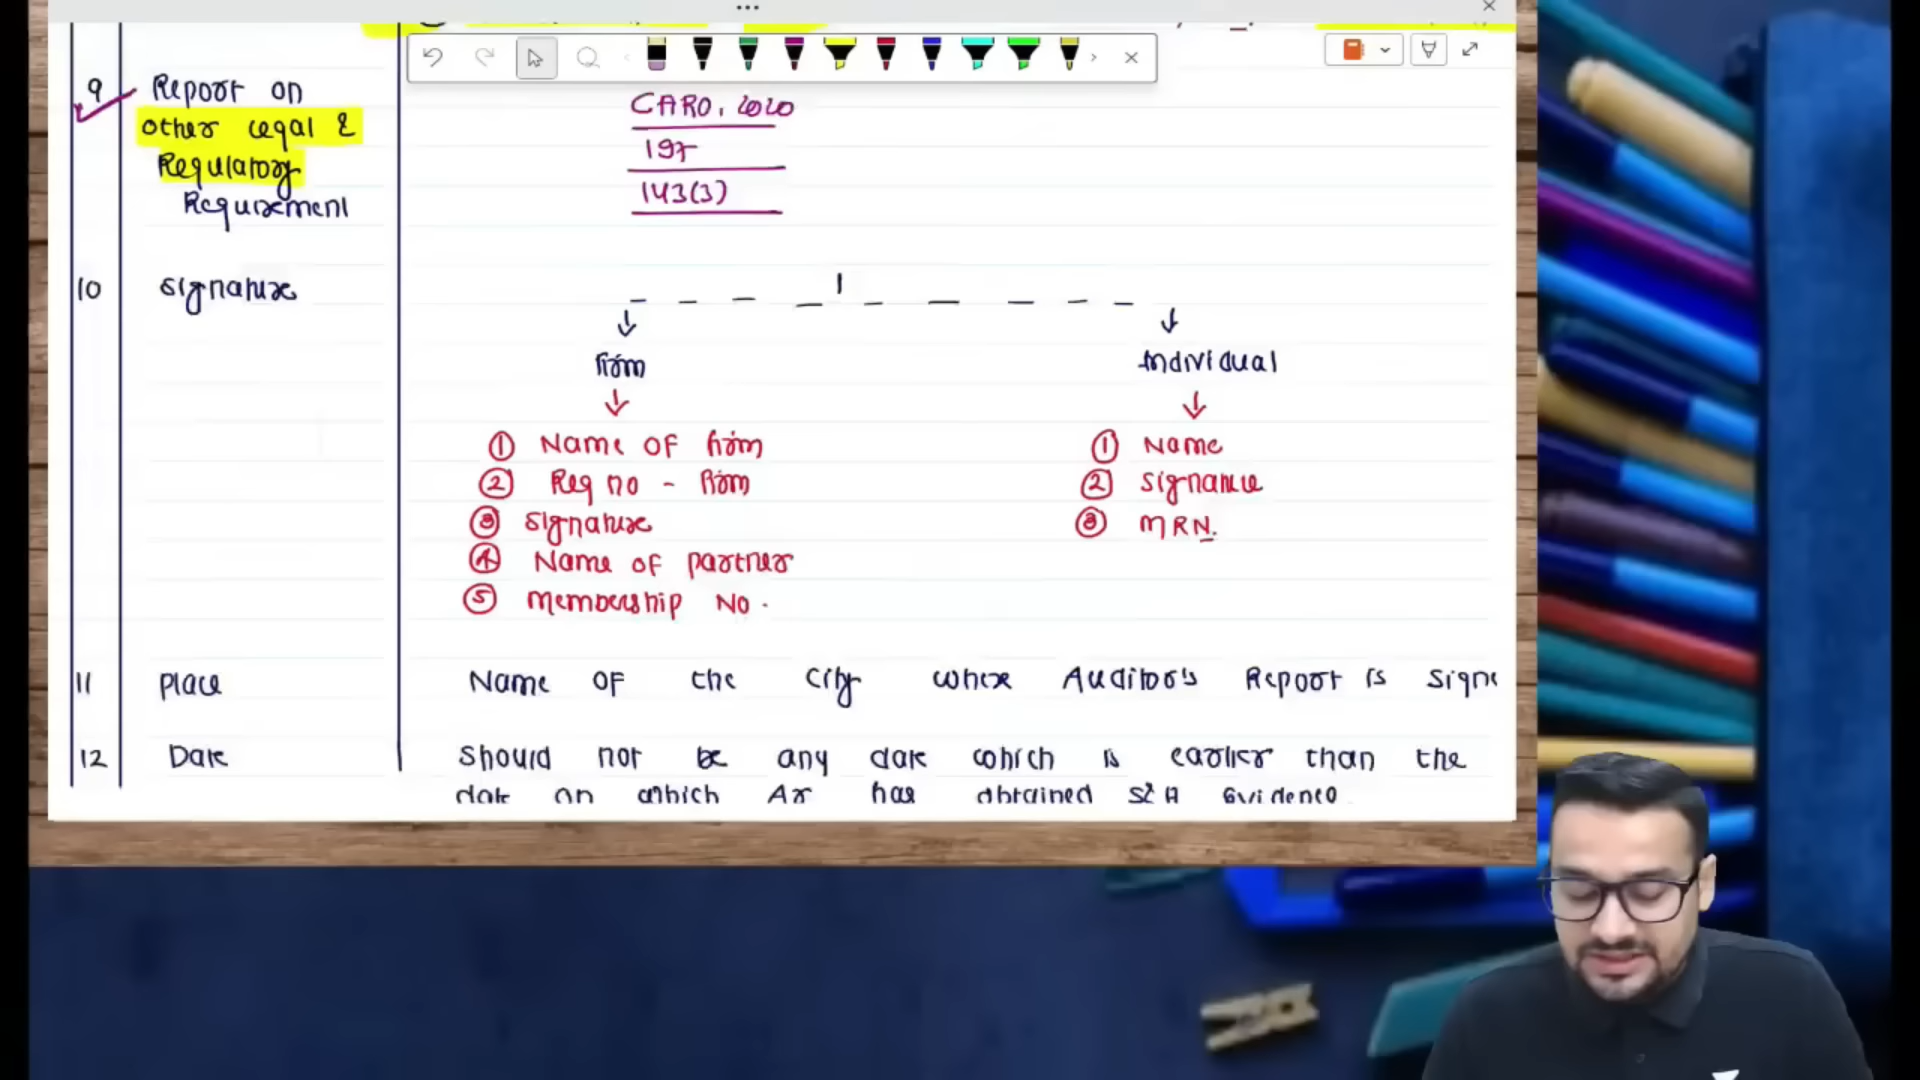 9 Report on
Other Legal &
Regulatory
Requirement
CARO, 2020
197
143(3)
10 Signature
Firm
Individual
① Name of firm
② Reg no - firm
③ Signature
④ Name of partner
⑤ Membership No.
① Name
② Signature
③ MRN.
11 Place Name of the City where Auditor's Report is Signe
12 Date Should not be any date which is earlier than the
date on which Ar has obtained S&A Evidence